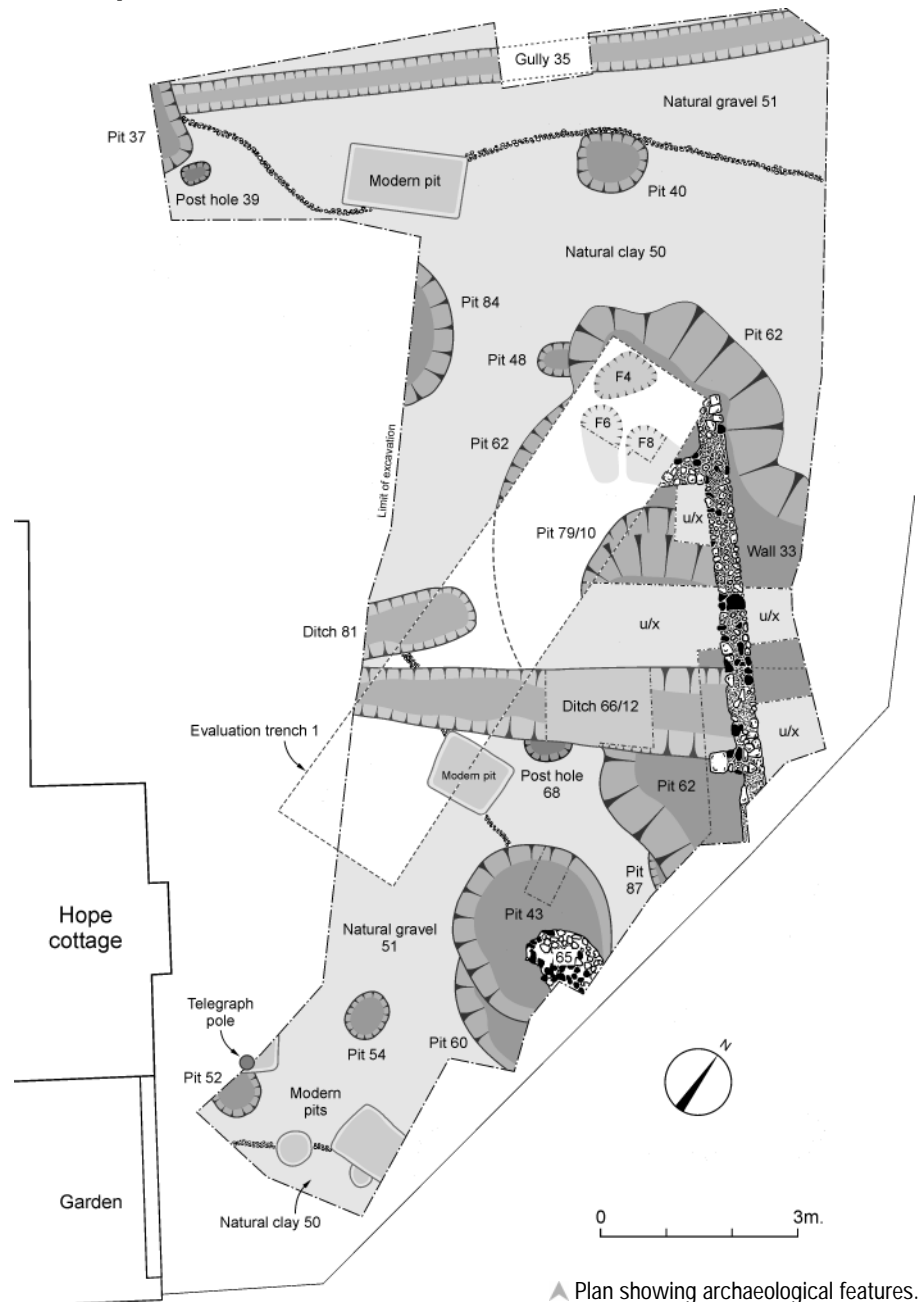 Gully 35
Natural gravel 51
Pit 37
Modern pit
Post hole 39
Pit 40
Natural clay 50
Pit 84
Pit 62
Pit 48
F4
F6
F8
Pit 62
Limit of excavation
u/x
Pit 79/10
Wall 33
Ditch 81
u/x
u/x
Ditch 66/12
Evaluation trench 1
u/x
Modern pit
Post hole
68
Pit 62
Pit
87
Hope
cottage
Pit 43
Natural gravel
51
65
Telegraph
pole
Pit 54
Pit 60
N
Pit 52
Modern
pits
Garden
Natural clay 50
0 3m.
Plan showing archaeological features.